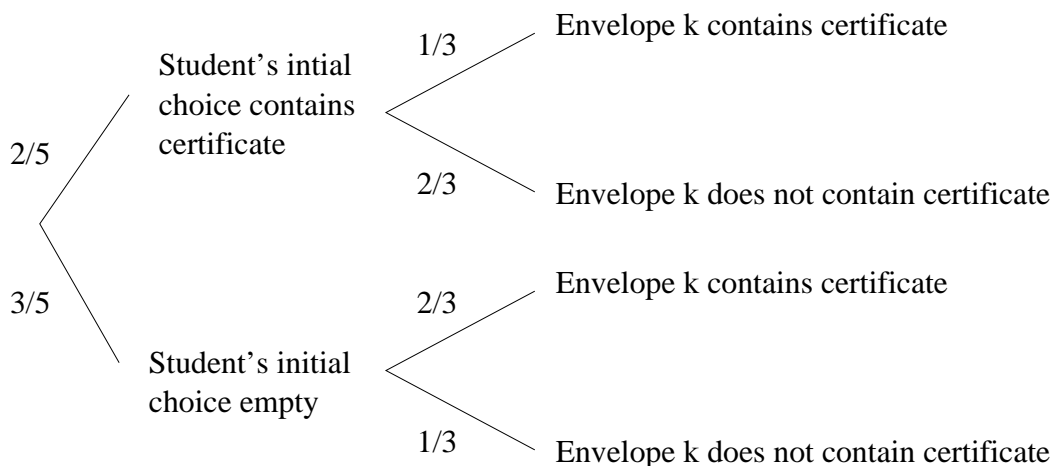 Envelope k contains certificate
1/3
Student’s intial
choice contains
certificate
2/5
2/3
Envelope k does not contain certificate
3/5
2/3
Envelope k contains certificate
Student’s initial
choice empty
1/3
Envelope k does not contain certificate